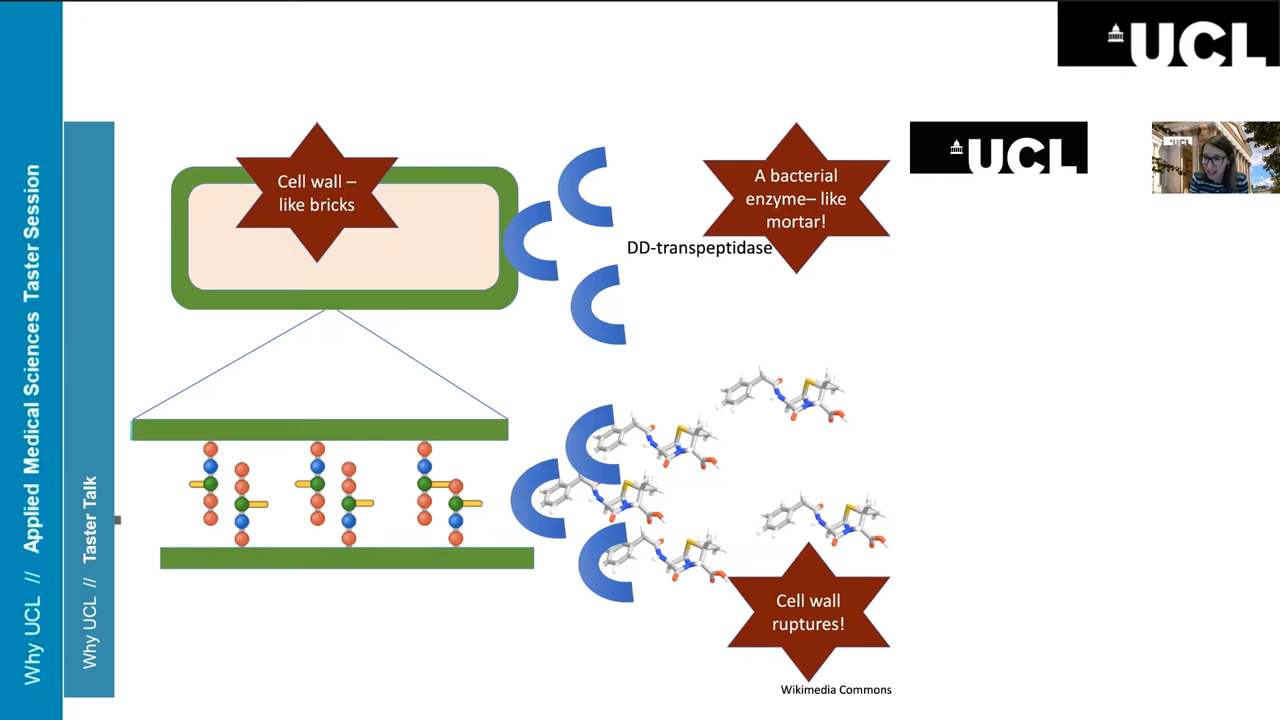 UCL
Why UCL // Applied Medical Sciences Taster Session
Why UCL // Taster Talk
Cell wall –
like bricks
A bacterial
enzyme– like
mortar!
DD-transpeptidase
UCL
UCL
Cell wall
ruptures!
Wikimedia Commons